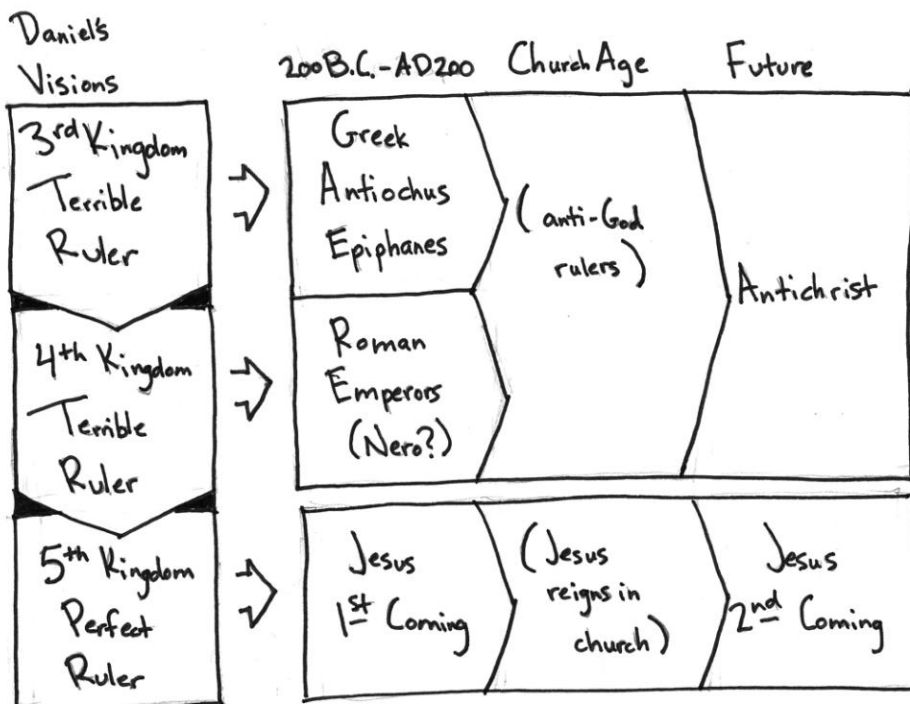 Daniel's
Visions
200 B.C.-AD200
Church Age
Future
3rd Kingdom
Terrible
Ruler
Greek
Antiochus
Epiphanes
(anti-God
rulers)
Antichrist
4th Kingdom
Terrible
Ruler
Roman
Emperors
(Nero?)
5th Kingdom
Perfect
Ruler
Jesus
1st Coming
(Jesus
reigns in
church)
Jesus
2nd Coming